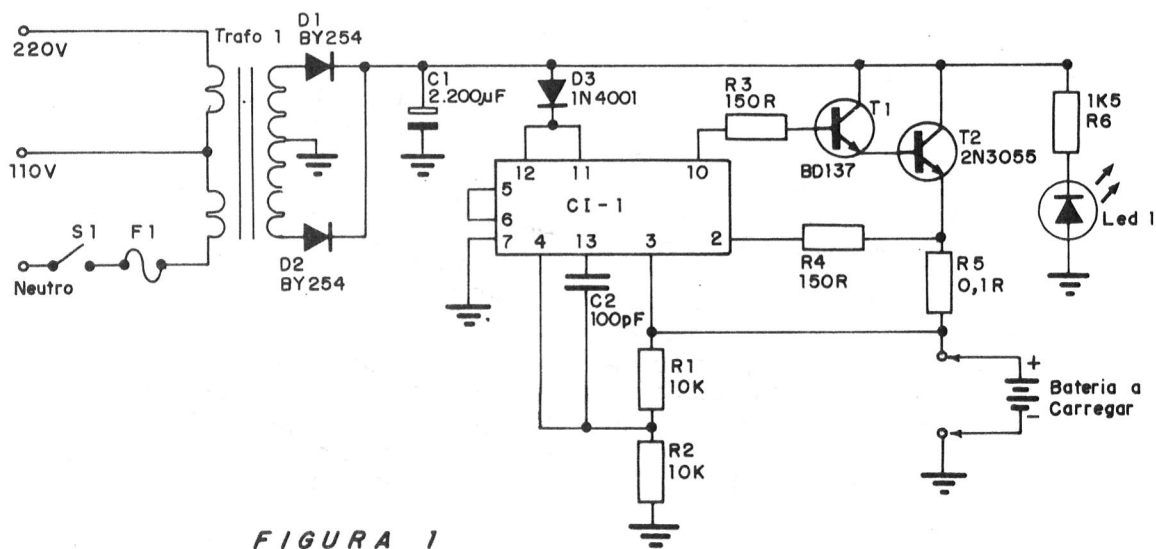 220V
110V
S1
F1
Neutro
Trafo 1
D1
BY254
D2
BY254
C1
2.200µF
D3
1N4001
R3
150R
T1
BD137
T2
2N3055
1K5
R6
Led 1
12
11
10
5
6
7
CI-1
4
13
3
2
C2
100pF
R4
150R
R5
0,1R
R1
10K
R2
10K
+
Bateria a
Carregar
−
FIGURA 1